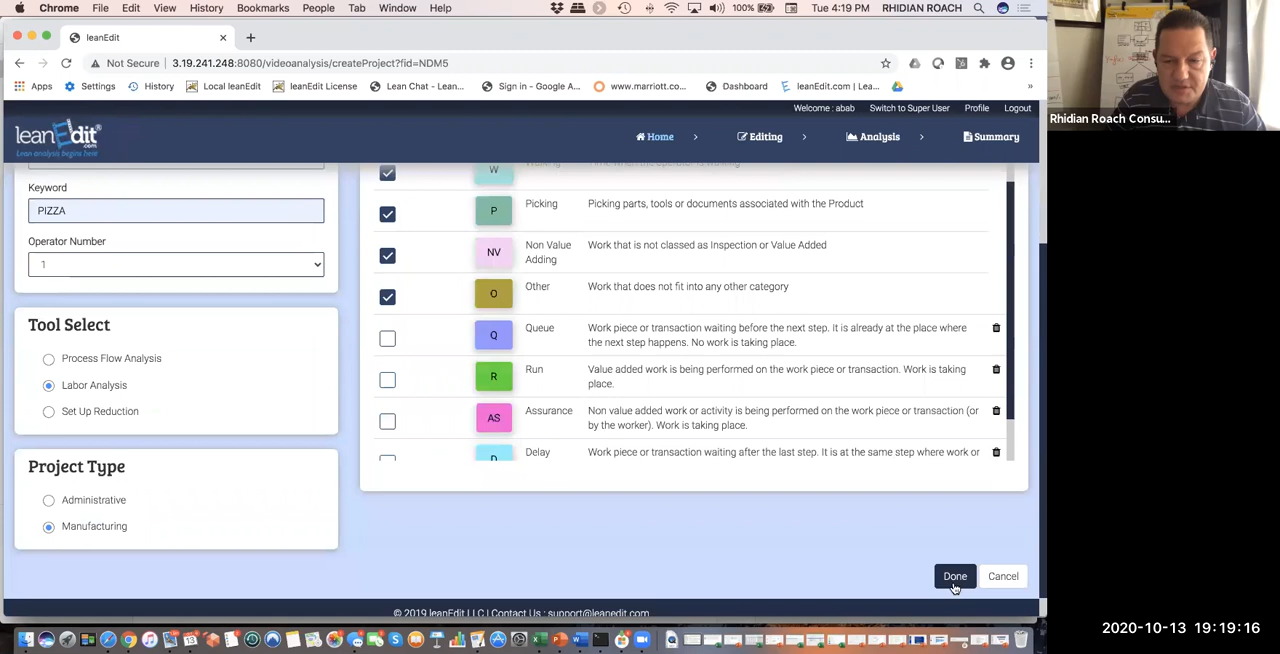 Chrome File Edit View History Bookmarks People Tab Window Help
100% Tue 4:19 PM RHIDIAN ROACH
leanEdit
Not Secure 3.19.241.248:8080/videoanalysis/createProject?fid=NDM5
Apps Settings History Local leanEdit leanEdit License Lean Chat - Lean... Sign in - Google A... www.marriott.co... Dashboard leanEdit.com | Lea...
Welcome : abab Switch to Super User Profile Logout
leanEdit®
.com
Lean analysis begins here
Home Editing Analysis Summary
Rhidian Roach Consu...
Keyword
PIZZA
Operator Number
1
Tool Select
Process Flow Analysis
Labor Analysis
Set Up Reduction
Project Type
Administrative
Manufacturing
W
P Picking Picking parts, tools or documents associated with the Product
NV Non Value Adding Work that is not classed as Inspection or Value Added
O Other Work that does not fit into any other category
Q Queue Work piece or transaction waiting before the next step. It is already at the place where
the next step happens. No work is taking place.
R Run Value added work is being performed on the work piece or transaction. Work is taking
place.
AS Assurance Non value added work or activity is being performed on the work piece or transaction (or
by the worker). Work is taking place.
D Delay Work piece or transaction waiting after the last step. It is at the same step where work or
Done Cancel
© 2019 leanEdit LLC | Contact Us : support@leanedit.com
2020-10-13 19:19:16